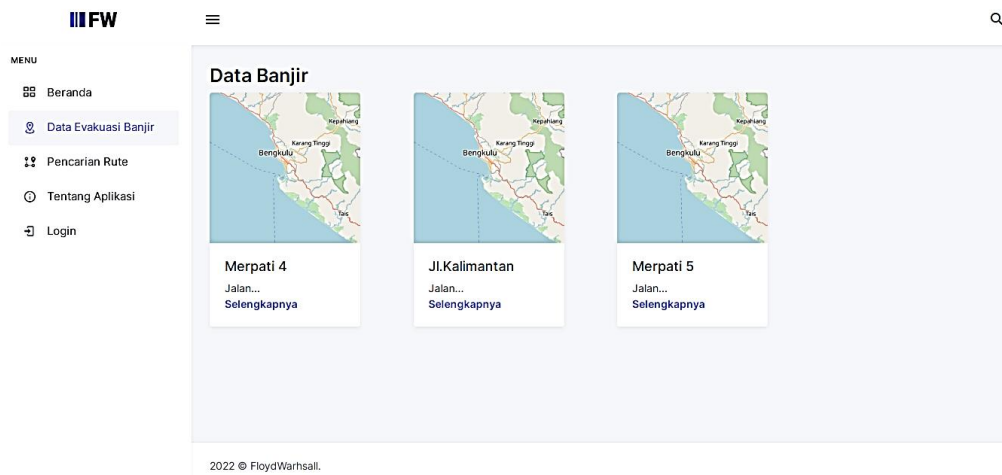 FW
MENU
Beranda
Data Evakuasi Banjir
Pencarian Rute
Tentang Aplikasi
Login
Data Banjir
Kepahiang
Karang Tinggi
Bengkulu
Tais
Merpati 4
Jalan...
Selengkapnya
Kepahiang
Karang Tinggi
Bengkulu
Tais
Jl.Kalimantan
Jalan...
Selengkapnya
Kepahiang
Karang Tinggi
Bengkulu
Tais
Merpati 5
Jalan...
Selengkapnya
2022 © FloydWarhsall.